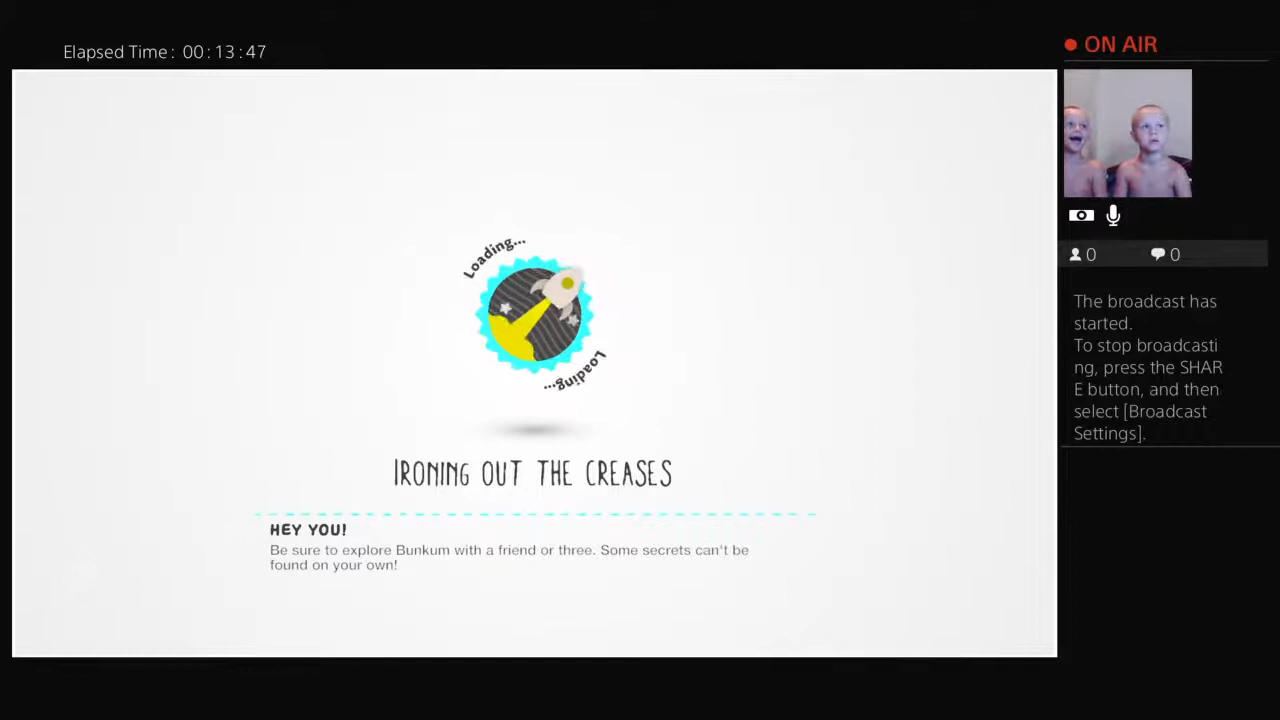 Elapsed Time: 00:13:47
ON AIR
0 0
The broadcast has
started.
To stop broadcasti
ng, press the SHAR
E button, and then
select [Broadcast
Settings].
Loading...
Loading...
IRONING OUT THE CREASES
HEY YOU!
Be sure to explore Bunkum with a friend or three. Some secrets can't be
found on your own!